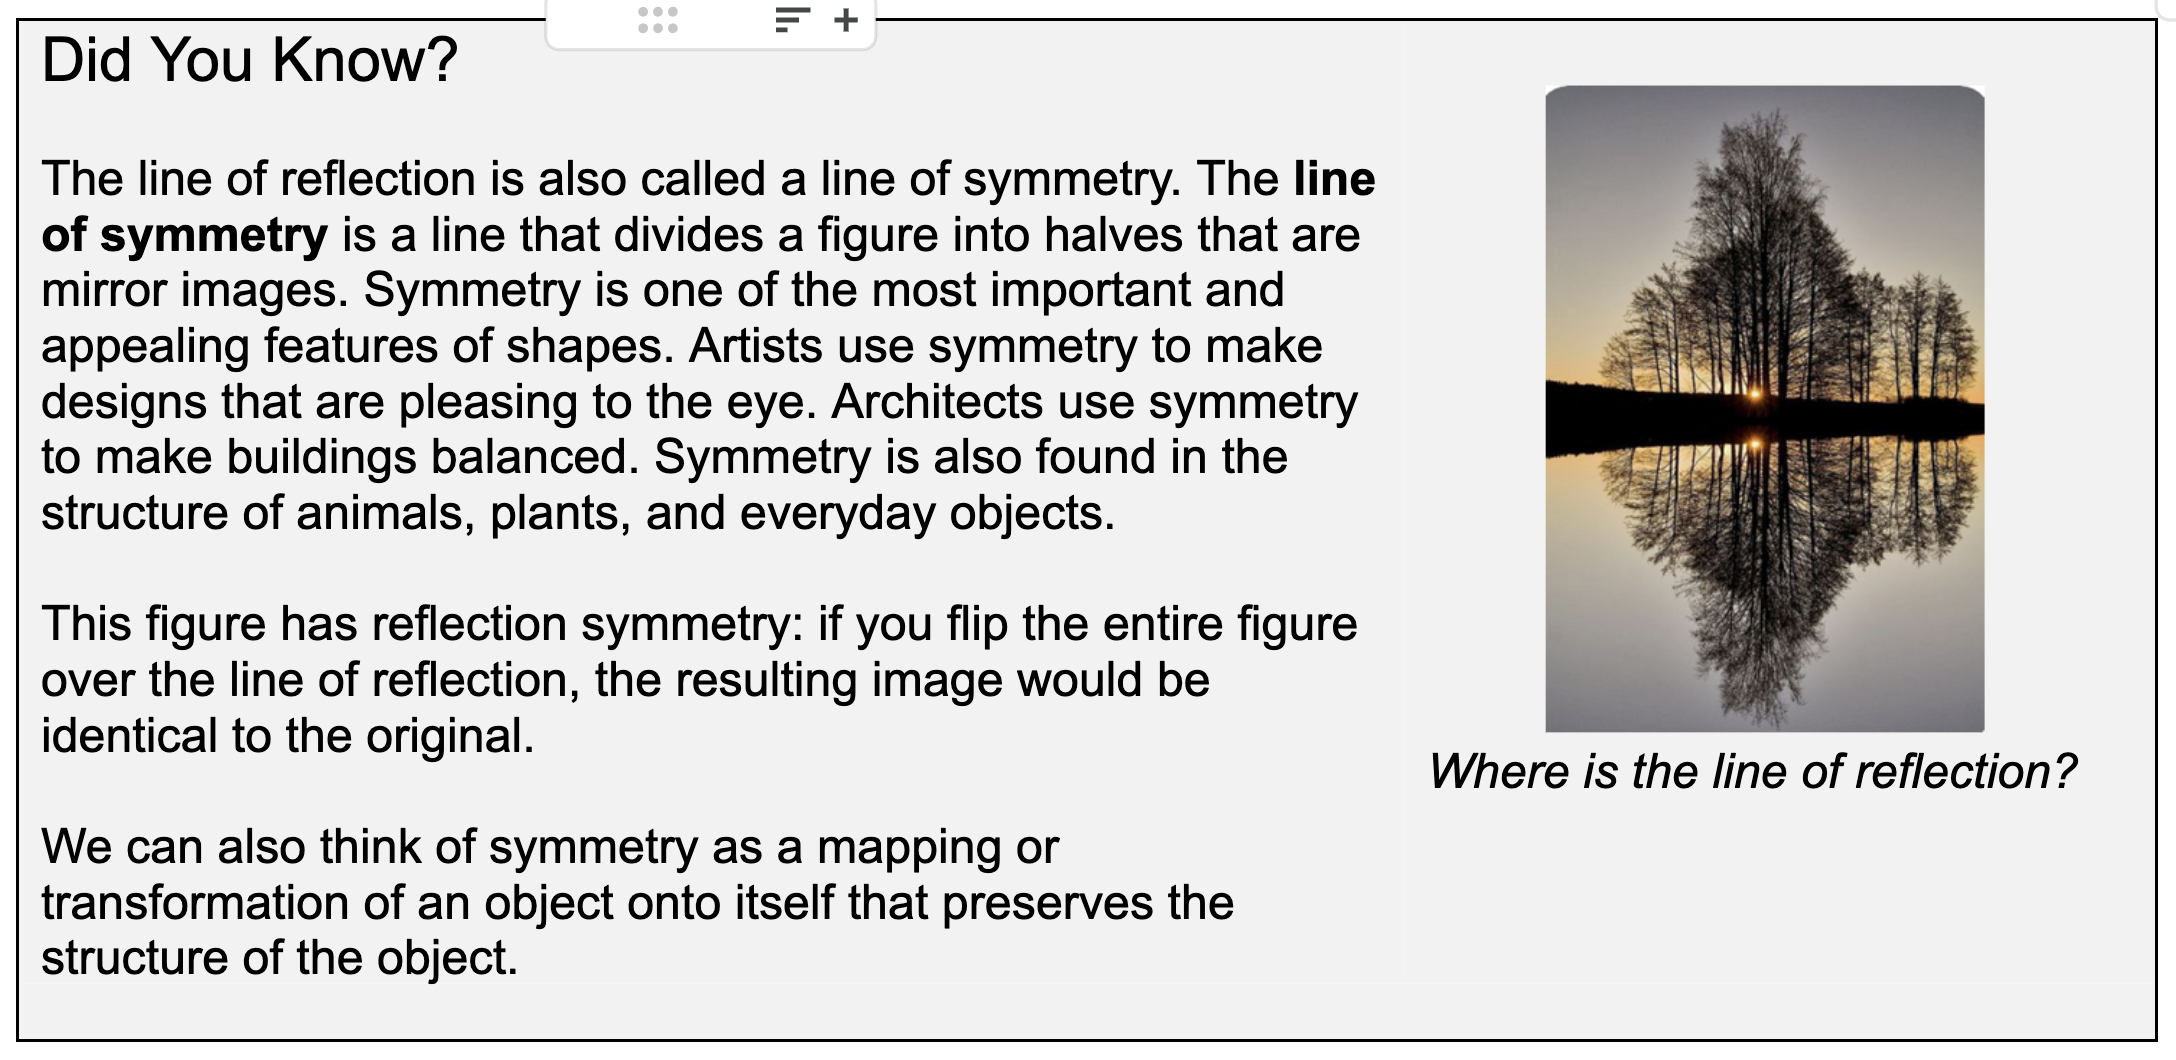 Did You Know?
The line of reflection is also called a line of symmetry. The line
of symmetry is a line that divides a figure into halves that are
mirror images. Symmetry is one of the most important and
appealing features of shapes. Artists use symmetry to make
designs that are pleasing to the eye. Architects use symmetry
to make buildings balanced. Symmetry is also found in the
structure of animals, plants, and everyday objects.
This figure has reflection symmetry: if you flip the entire figure
over the line of reflection, the resulting image would be
identical to the original.
We can also think of symmetry as a mapping or
transformation of an object onto itself that preserves the
structure of the object.
Where is the line of reflection?